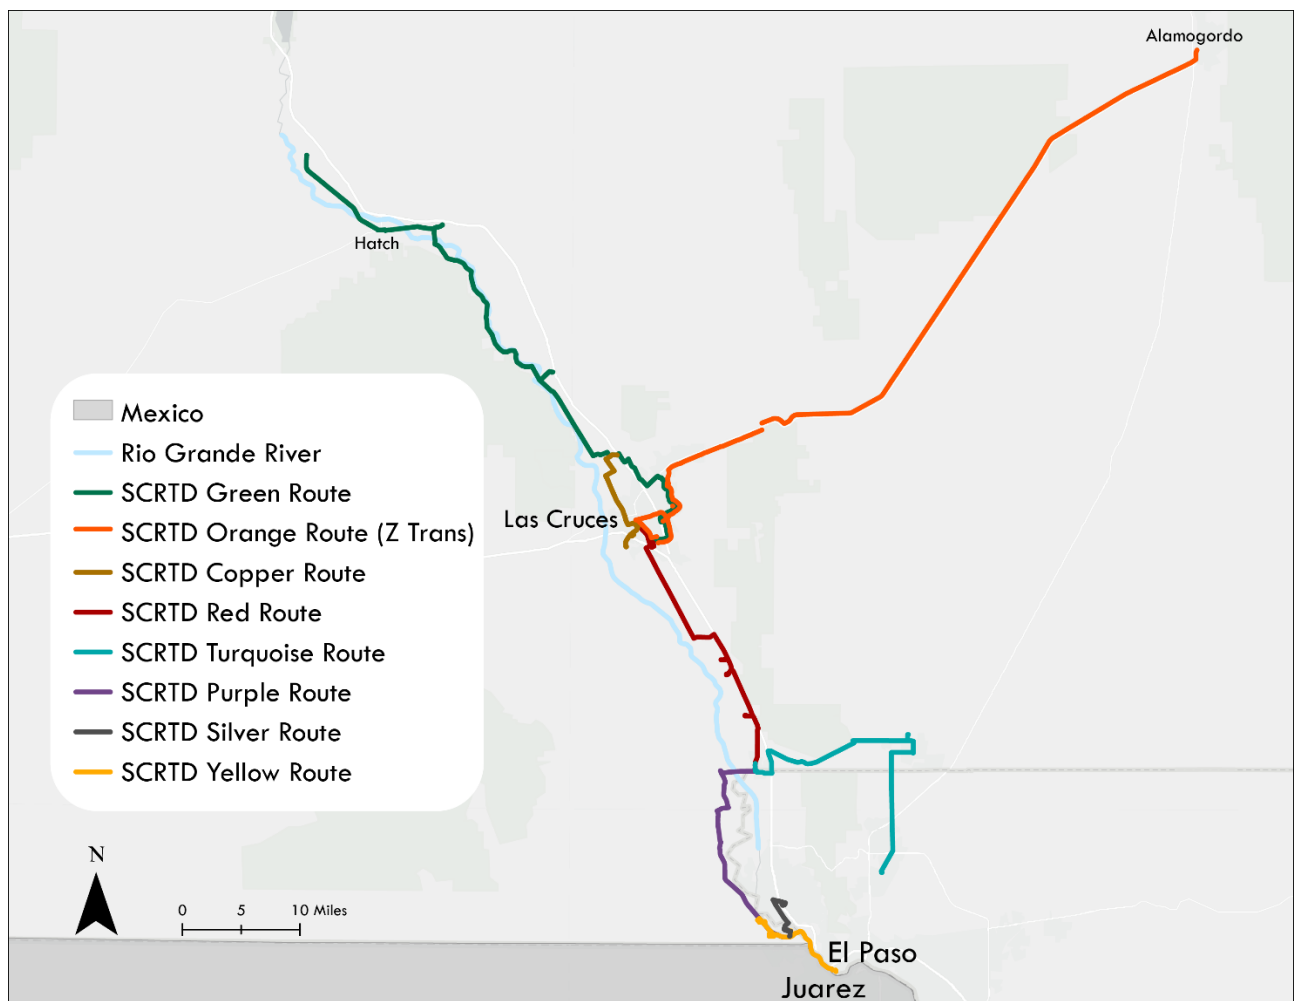 Alamogordo
Hatch
Las Cruces
Mexico
Rio Grande River
SCRTD Green Route
SCRTD Orange Route (Z Trans)
SCRTD Copper Route
SCRTD Red Route
SCRTD Turquoise Route
SCRTD Purple Route
SCRTD Silver Route
SCRTD Yellow Route
N
0 5 10 Miles
El Paso
Juarez